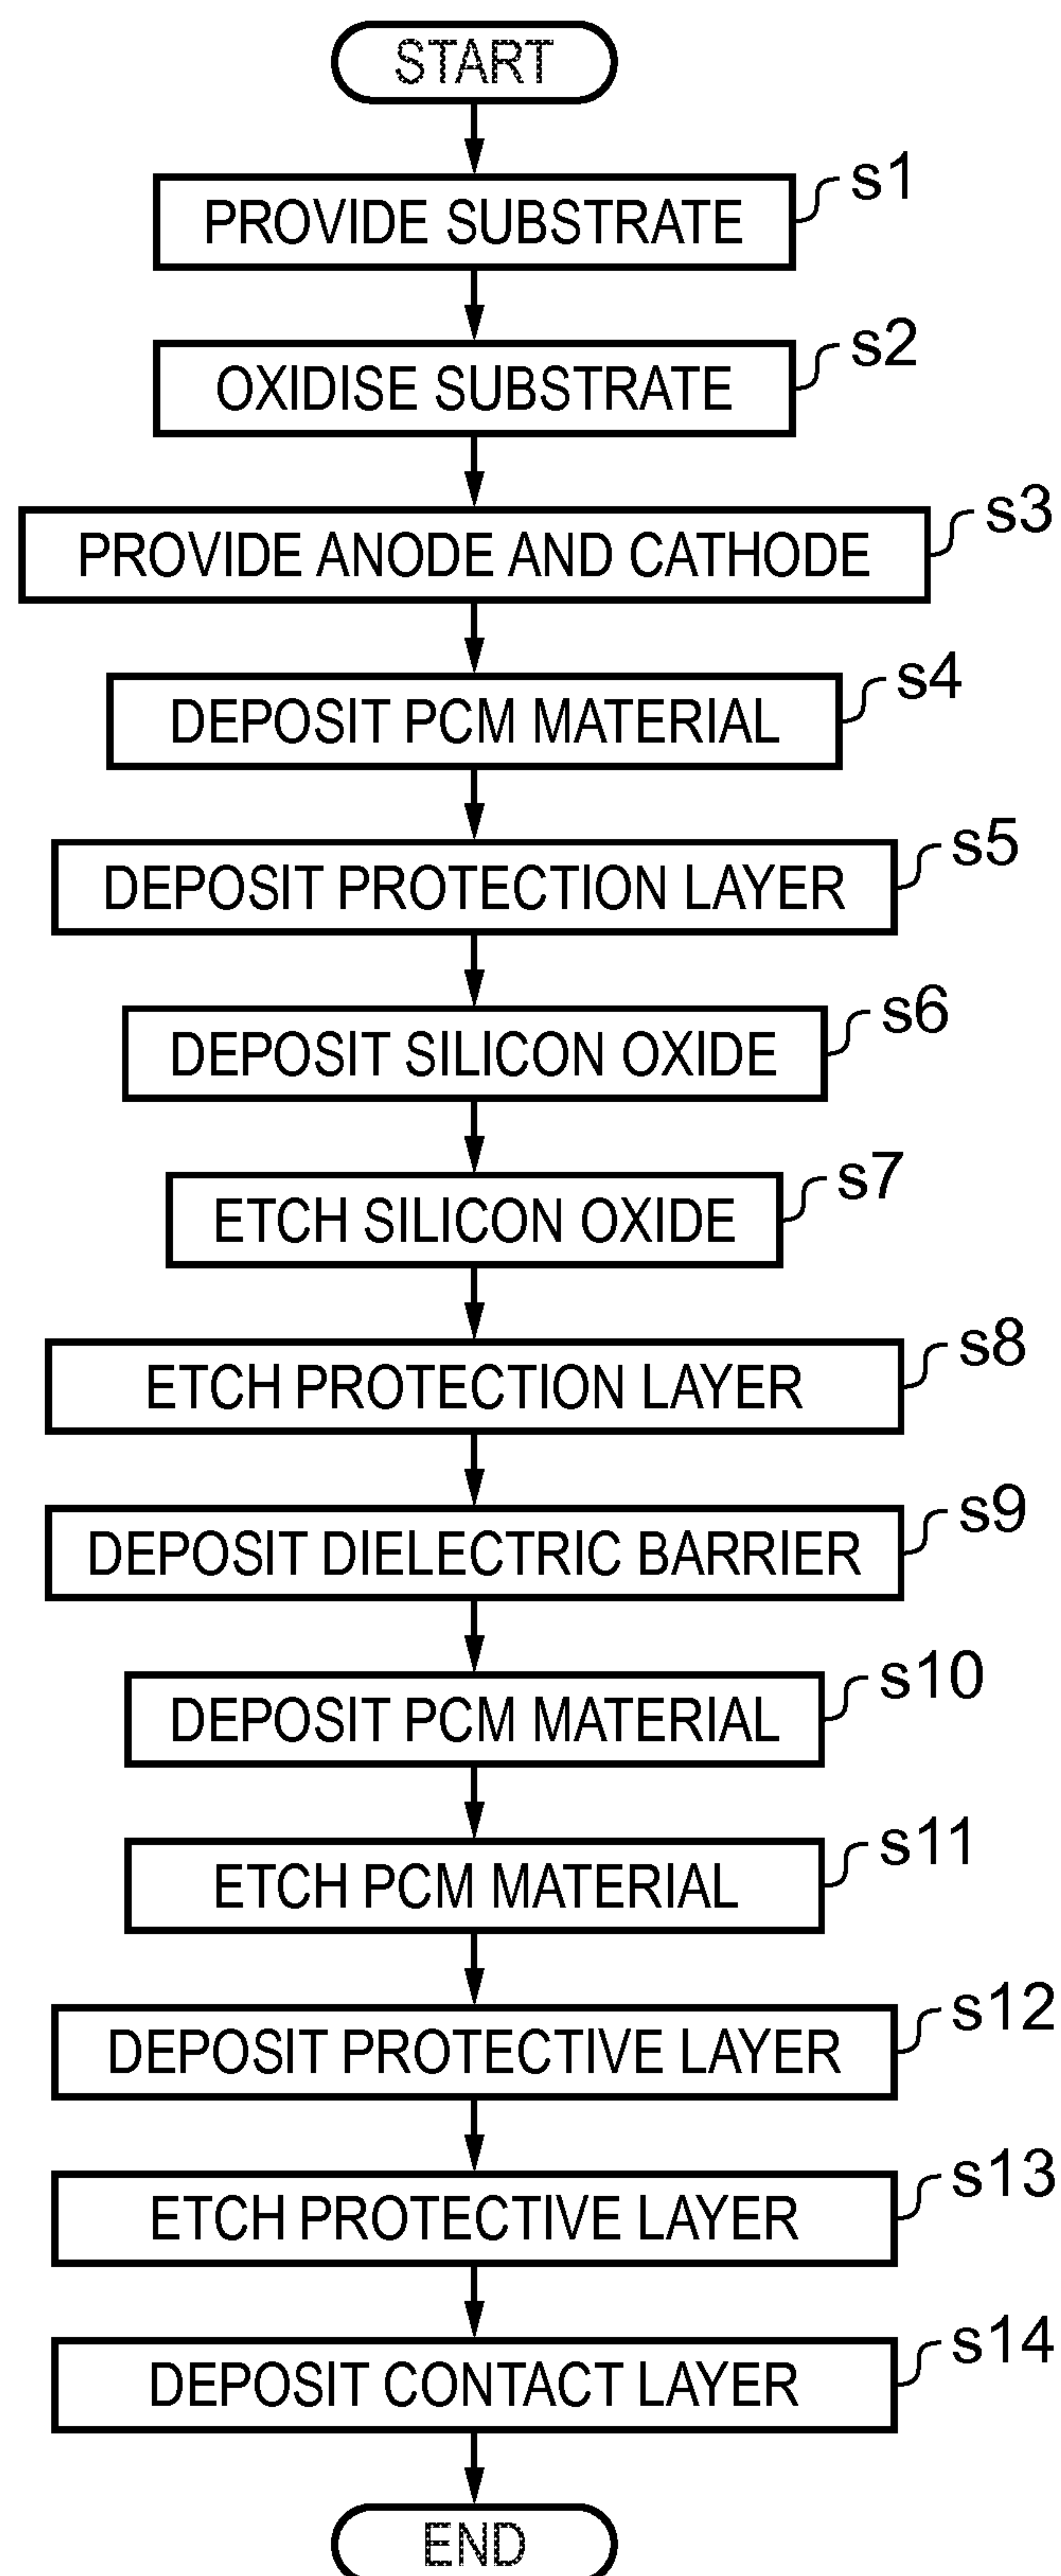 START
PROVIDE SUBSTRATE s1
OXIDISE SUBSTRATE s2
PROVIDE ANODE AND CATHODE s3
DEPOSIT PCM MATERIAL s4
DEPOSIT PROTECTION LAYER s5
DEPOSIT SILICON OXIDE s6
ETCH SILICON OXIDE s7
ETCH PROTECTION LAYER s8
DEPOSIT DIELECTRIC BARRIER s9
DEPOSIT PCM MATERIAL s10
ETCH PCM MATERIAL s11
DEPOSIT PROTECTIVE LAYER s12
ETCH PROTECTIVE LAYER s13
DEPOSIT CONTACT LAYER s14
END